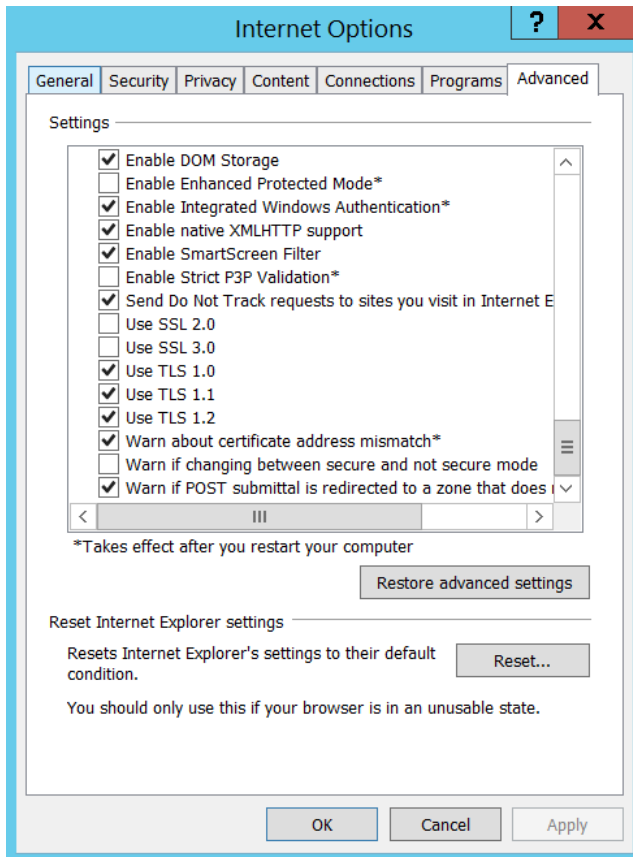 Internet Options
?
X
General Security Privacy Content Connections Programs Advanced
Settings
Enable DOM Storage
Enable Enhanced Protected Mode*
Enable Integrated Windows Authentication*
Enable native XMLHTTP support
Enable SmartScreen Filter
Enable Strict P3P Validation*
Send Do Not Track requests to sites you visit in Internet E
Use SSL 2.0
Use SSL 3.0
Use TLS 1.0
Use TLS 1.1
Use TLS 1.2
Warn about certificate address mismatch*
Warn if changing between secure and not secure mode
Warn if POST submittal is redirected to a zone that does
*Takes effect after you restart your computer
Restore advanced settings
Reset Internet Explorer settings
Resets Internet Explorer's settings to their default
condition.
Reset...
You should only use this if your browser is in an unusable state.
OK Cancel Apply